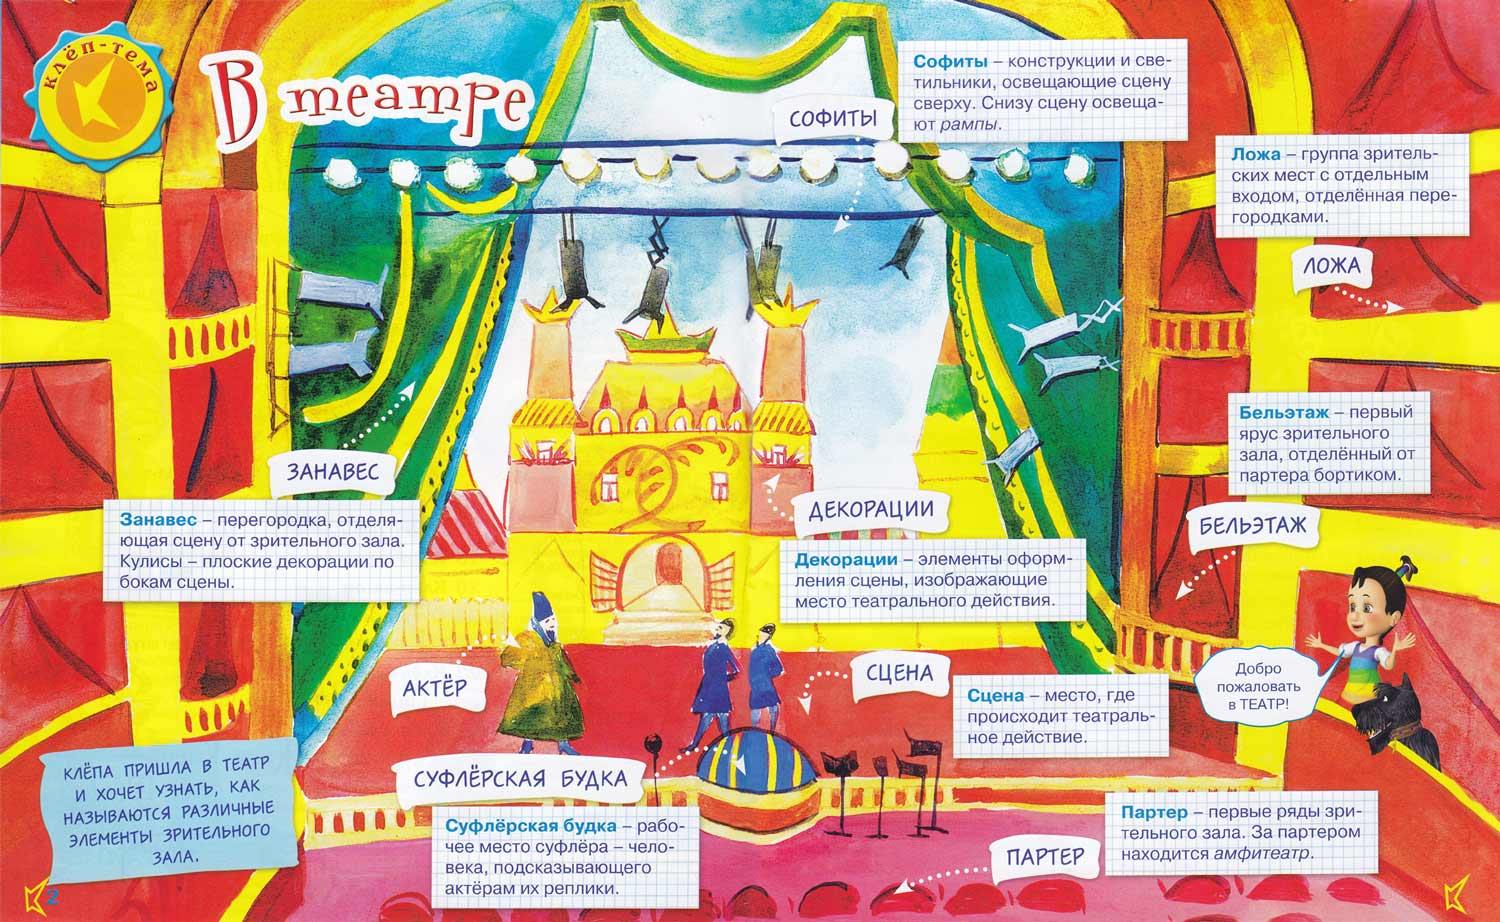 клёп-тема
В театре
СОФИТЫ
Софиты – конструкции и све-
тильники, освещающие сцену
сверху. Снизу сцену освеща-
ют рампы.
Ложа – группа зритель-
ских мест с отдельным
входом, отделённая пере-
городками.
ЛОЖА
Бельэтаж – первый
ярус зрительного
зала, отделённый от
партера бортиком.
БЕЛЬЭТАЖ
ЗАНАВЕС
Занавес – перегородка, отделя-
ющая сцену от зрительного зала.
Кулисы – плоские декорации по
бокам сцены.
ДЕКОРАЦИИ
Декорации – элементы оформ-
ления сцены, изображающие
место театрального действия.
АКТЁР
СЦЕНА
Сцена – место, где
происходит театраль-
ное действие.
Добро
пожаловать
в ТЕАТР!
КЛЁПА ПРИШЛА В ТЕАТР
И ХОЧЕТ УЗНАТЬ, КАК
НАЗЫВАЮТСЯ РАЗЛИЧНЫЕ
ЭЛЕМЕНТЫ ЗРИТЕЛЬНОГО
ЗАЛА.
СУФЛЁРСКАЯ БУДКА
Суфлёрская будка – рабо-
чее место суфлёра – чело-
века, подсказывающего
актёрам их реплики.
ПАРТЕР
Партер – первые ряды зри-
тельного зала. За партером
находится амфитеатр.
2